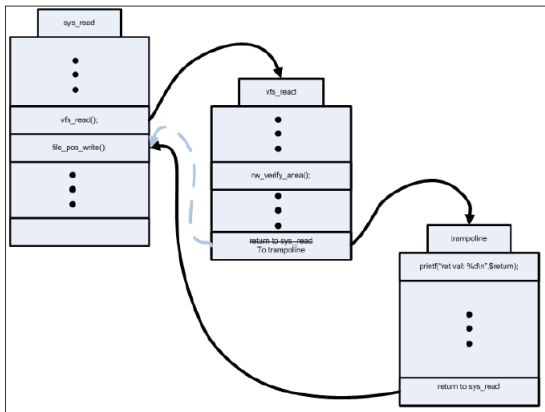 sys_read
vfs_read();
file_pos_write();
vfs_read
rw_verify_area();
return to sys_read
To trampoline
trampoline
printf("ret val: %d\n",$return);
return to sys_read